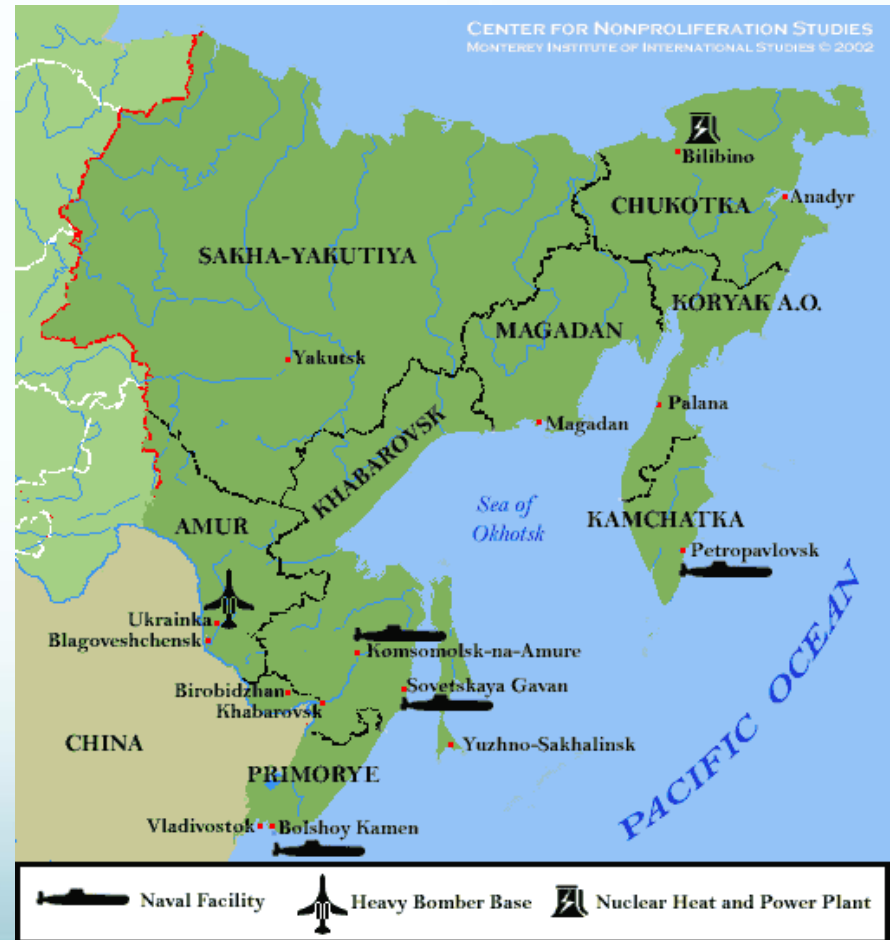 CENTER FOR NONPROLIFERATION STUDIES
MONTEREY INSTITUTE OF INTERNATIONAL STUDIES © 2002
Bilibino
CHUKOTKA
Anadyr
SAKHA-YAKUTIYA
KORYAK A.O.
MAGADAN
Yakutsk
Palana
Magadan
KHABAROVSK
Sea of
Okhotsk
KAMCHATKA
AMUR
Petropavlovsk
Ukrainka
Blagoveshchensk
Komsomolsk-na-Amure
Birobidzhan
Sovetskaya Gavan
Khabarovsk
CHINA
Yuzhno-Sakhalinsk
PRIMORYE
PACIFIC OCEAN
Vladivostok
Bolshoy Kamen
Naval Facility
Heavy Bomber Base
Nuclear Heat and Power Plant